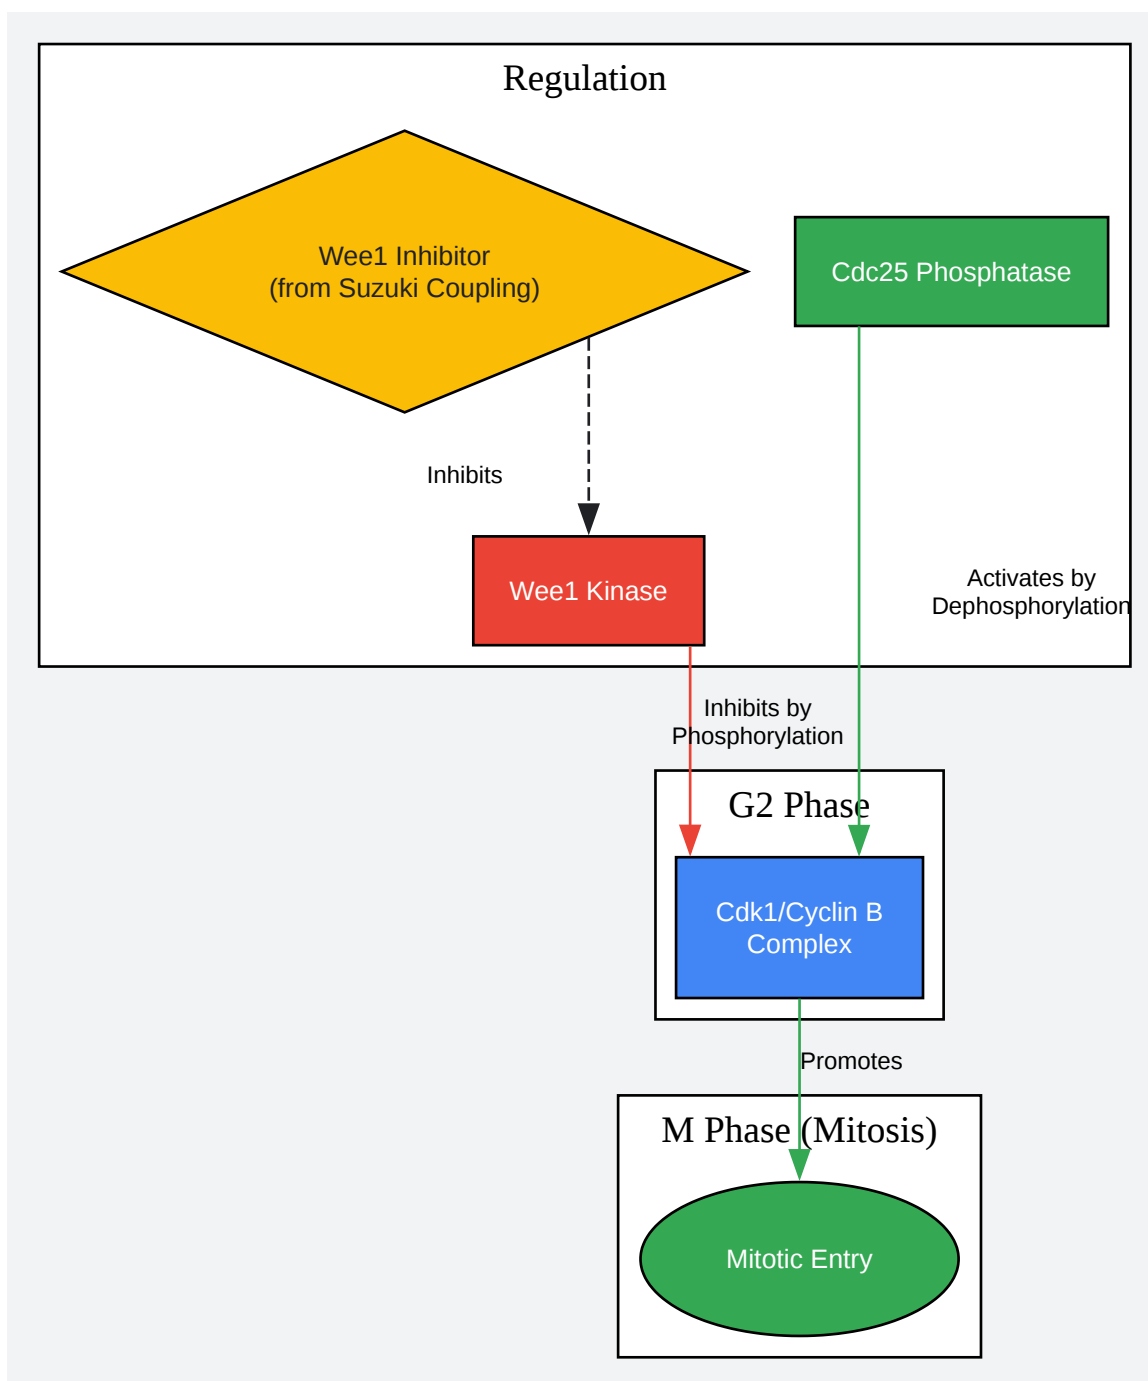 Regulation
Wee1 Inhibitor
(from Suzuki Coupling)
Cdc25 Phosphatase
Inhibits
Wee1 Kinase
Activates by
Dephosphorylation
Inhibits by
Phosphorylation
G2 Phase
Cdk1/Cyclin B
Complex
Promotes
M Phase (Mitosis)
Mitotic Entry